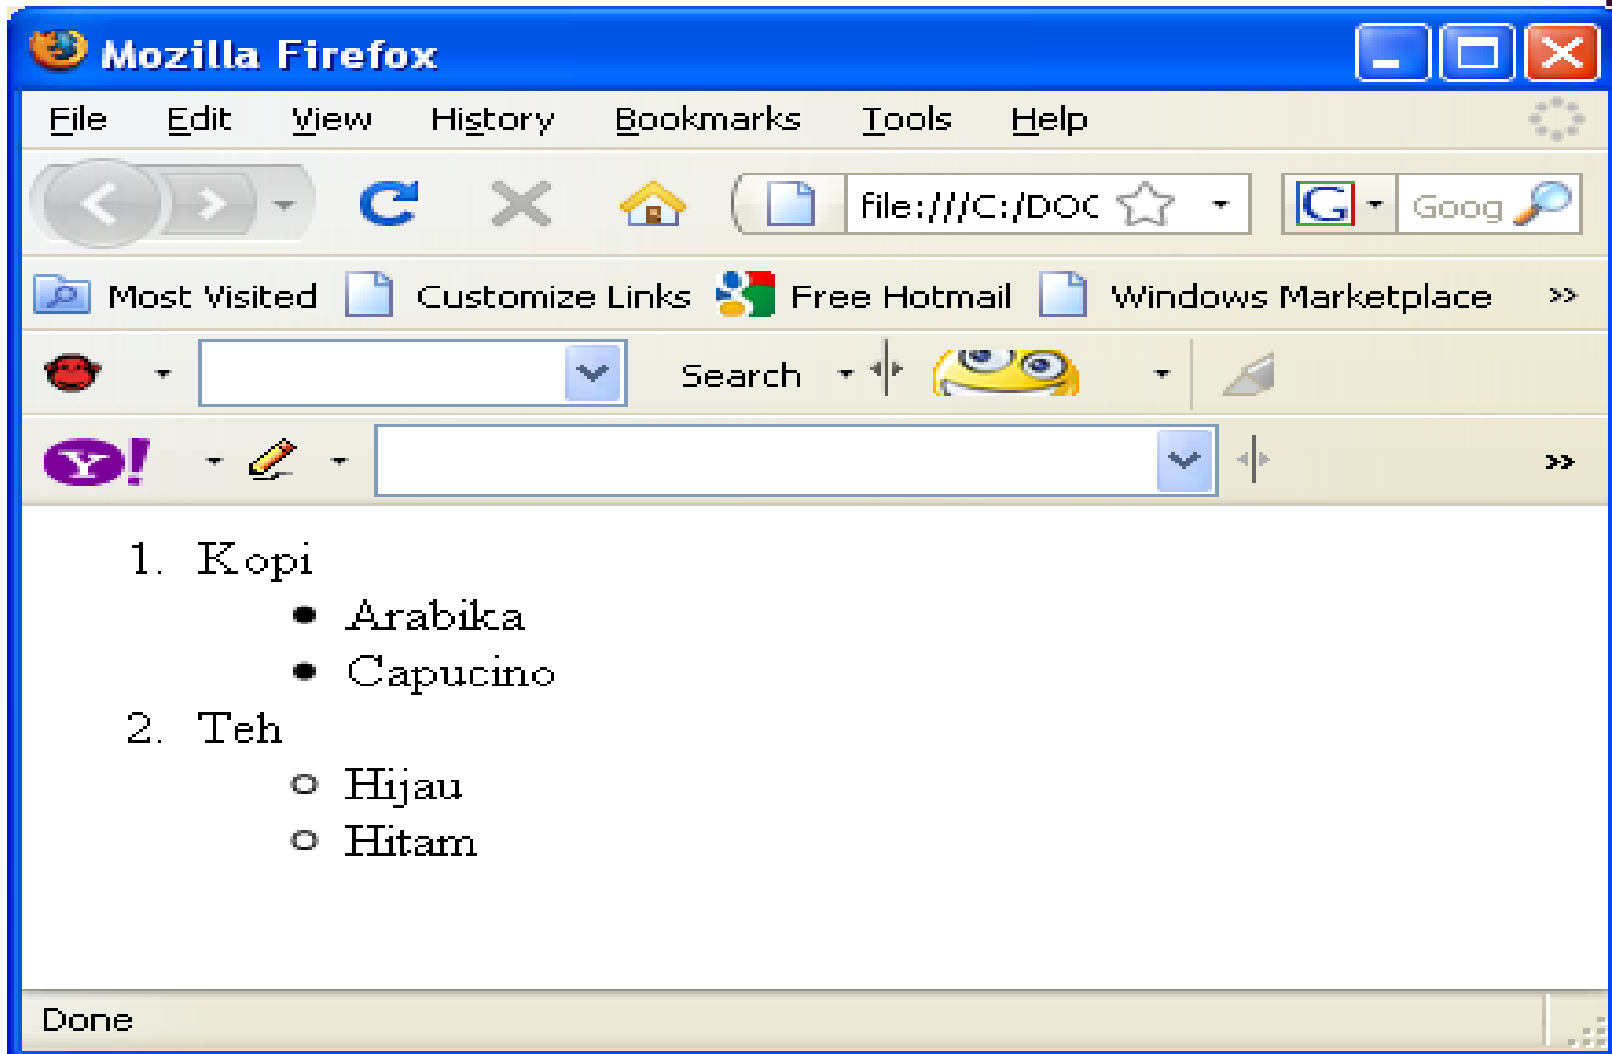 Mozilla Firefox
File Edit View History Bookmarks Tools Help
file:///C:/DOC G Goog
Most Visited Customize Links Free Hotmail Windows Marketplace »
Search
Y! »
1. Kopi
• Arabika
• Capucino
2. Teh
o Hijau
o Hitam
Done